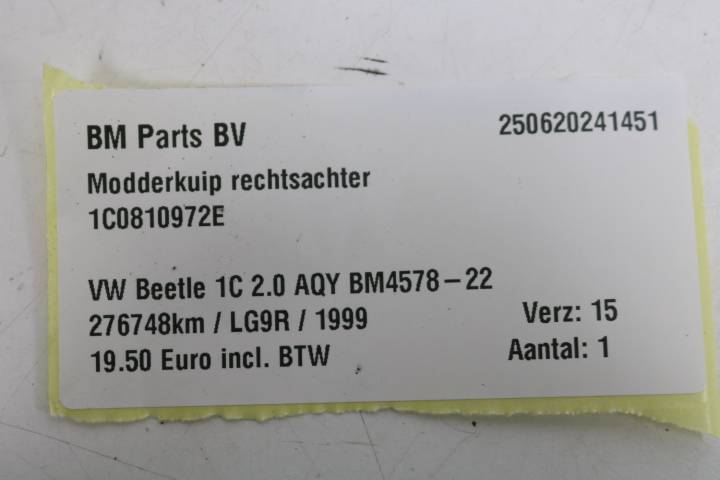 BM Parts BV 250620241451
Modderkuip rechtsachter
1C0810972E
VW Beetle 1C 2.0 AQY BM4578-22
276748km / LG9R / 1999 Verz: 15
19.50 Euro incl. BTW Aantal: 1